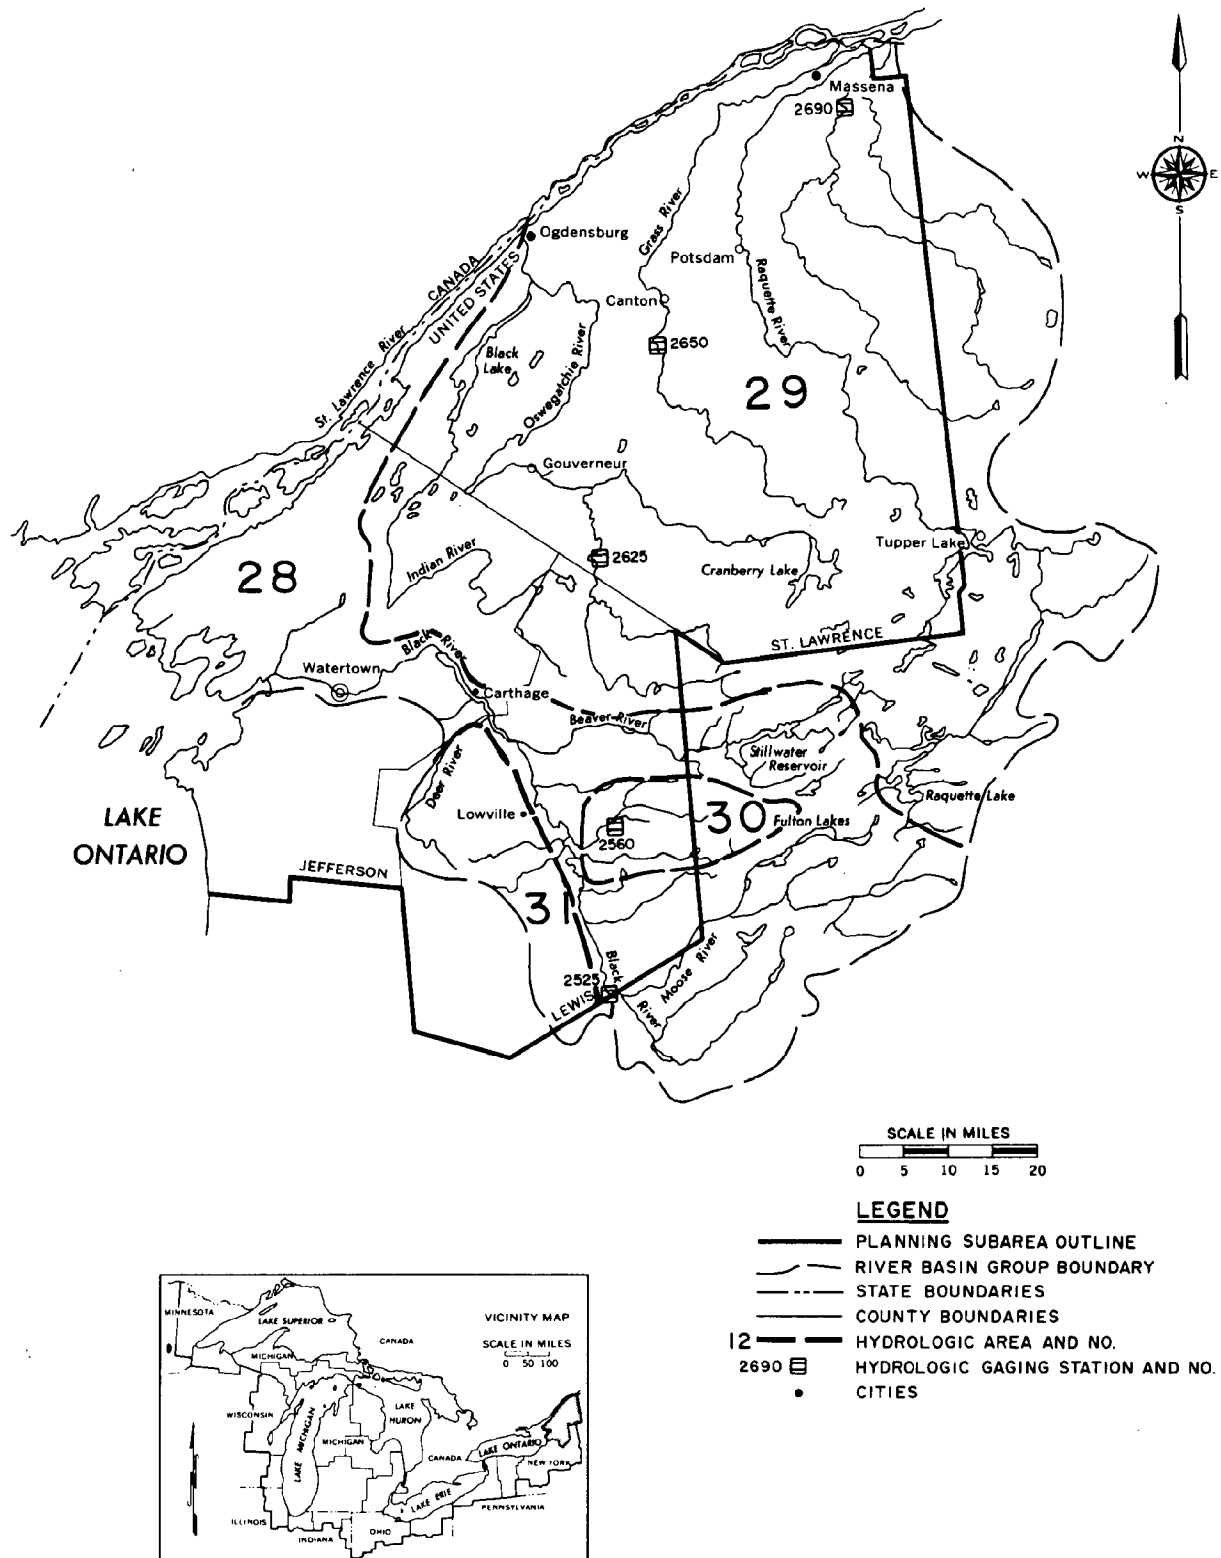 Massena
2690
N
W
E
S
Grass River
Ogdensburg
Potsdam
Raquette River
CANADA
UNITED STATES
Canton
St. Lawrence River
Black
Lake
2650
Oswegatchie River
29
Gouverneur
Tupper Lake
Indian River
2625
Cranberry Lake
28
ST. LAWRENCE
Black River
Watertown
Carthage
Beaver River
Stillwater
Reservoir
Deer River
Raquette Lake
Lowville
30
Fulton Lakes
LAKE
ONTARIO
2560
JEFFERSON
31
Black River
Moose River
2525
LEWIS
SCALE IN MILES
0 5 10 15 20
LEGEND
PLANNING SUBAREA OUTLINE
RIVER BASIN GROUP BOUNDARY
STATE BOUNDARIES
COUNTY BOUNDARIES
12 HYDROLOGIC AREA AND NO.
2690 HYDROLOGIC GAGING STATION AND NO.
CITIES
VICINITY MAP
SCALE IN MILES
0 50 100
MINNESOTA
LAKE SUPERIOR
CANADA
MICHIGAN
WISCONSIN
LAKE MICHIGAN
LAKE
HURON
MICHIGAN
CANADA
LAKE ONTARIO
NEW YORK
LAKE ERIE
PENNSYLVANIA
ILLINOIS
INDIANA
OHIO